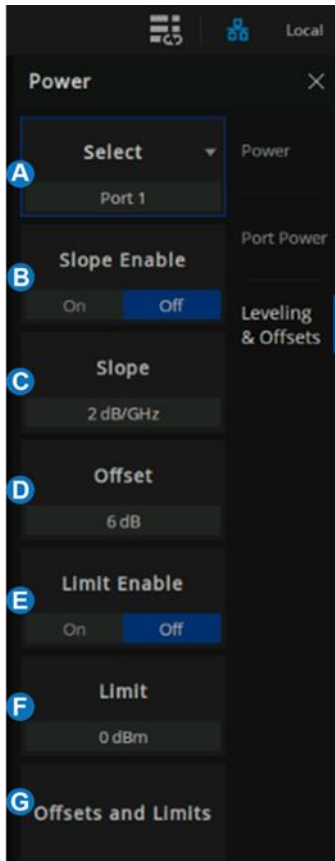 Local
Power
A
Select
Port 1
B
Slope Enable
On Off
C
Slope
2 dB/GHz
D
Offset
6 dB
E
Limit Enable
On Off
F
Limit
0 dBm
G
Offsets and Limits
Power
Port Power
Leveling
& Offsets